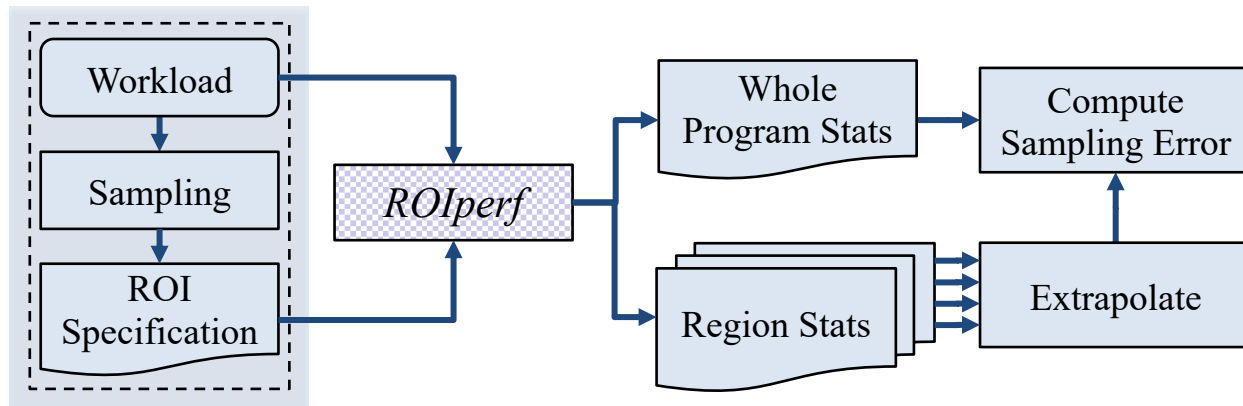 Workload
Sampling
ROI
Specification
ROIperf
Whole
Program Stats
Region Stats
Compute
Sampling Error
Extrapolate